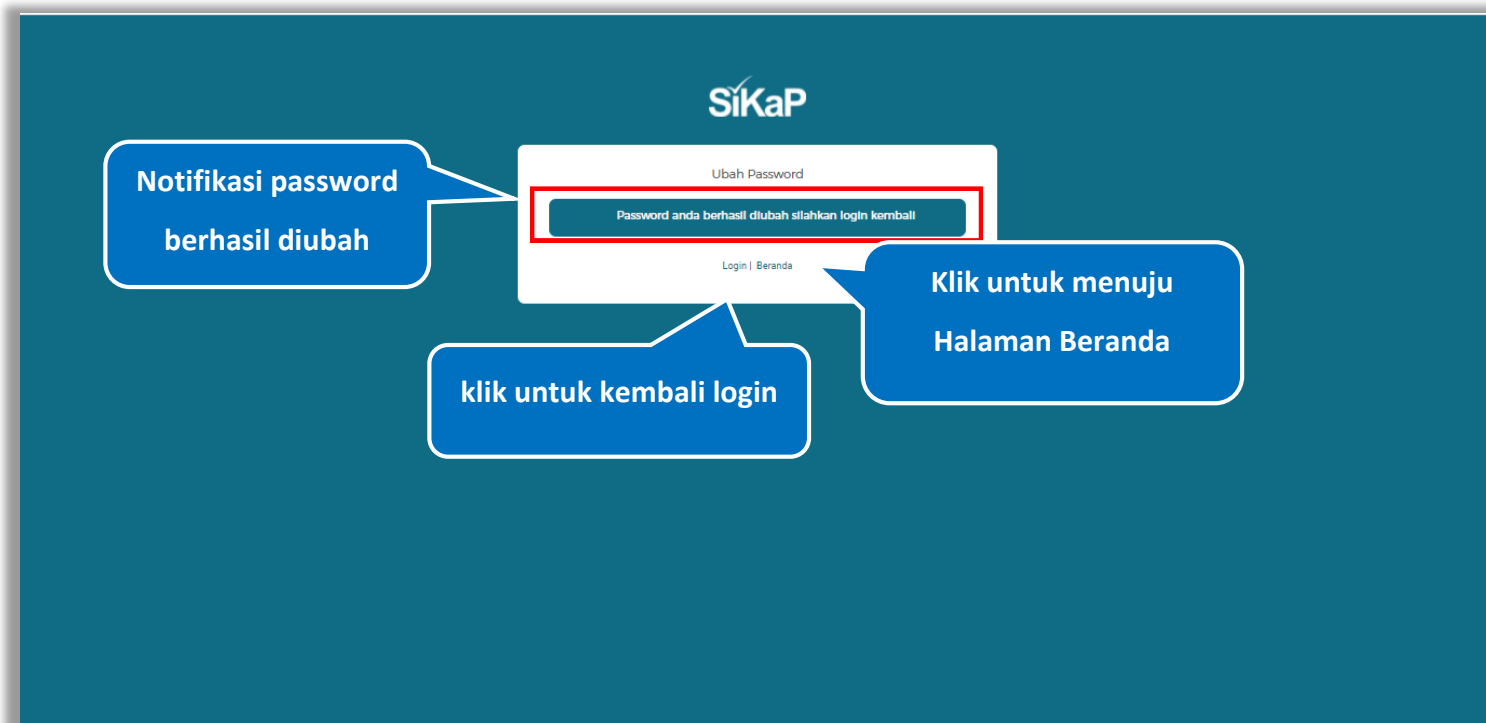 SiKaP
Ubah Password
Notifikasi password
berhasil diubah
Password anda berhasil diubah silahkan login kembali
Login | Beranda
Klik untuk menuju
Halaman Beranda
klik untuk kembali login